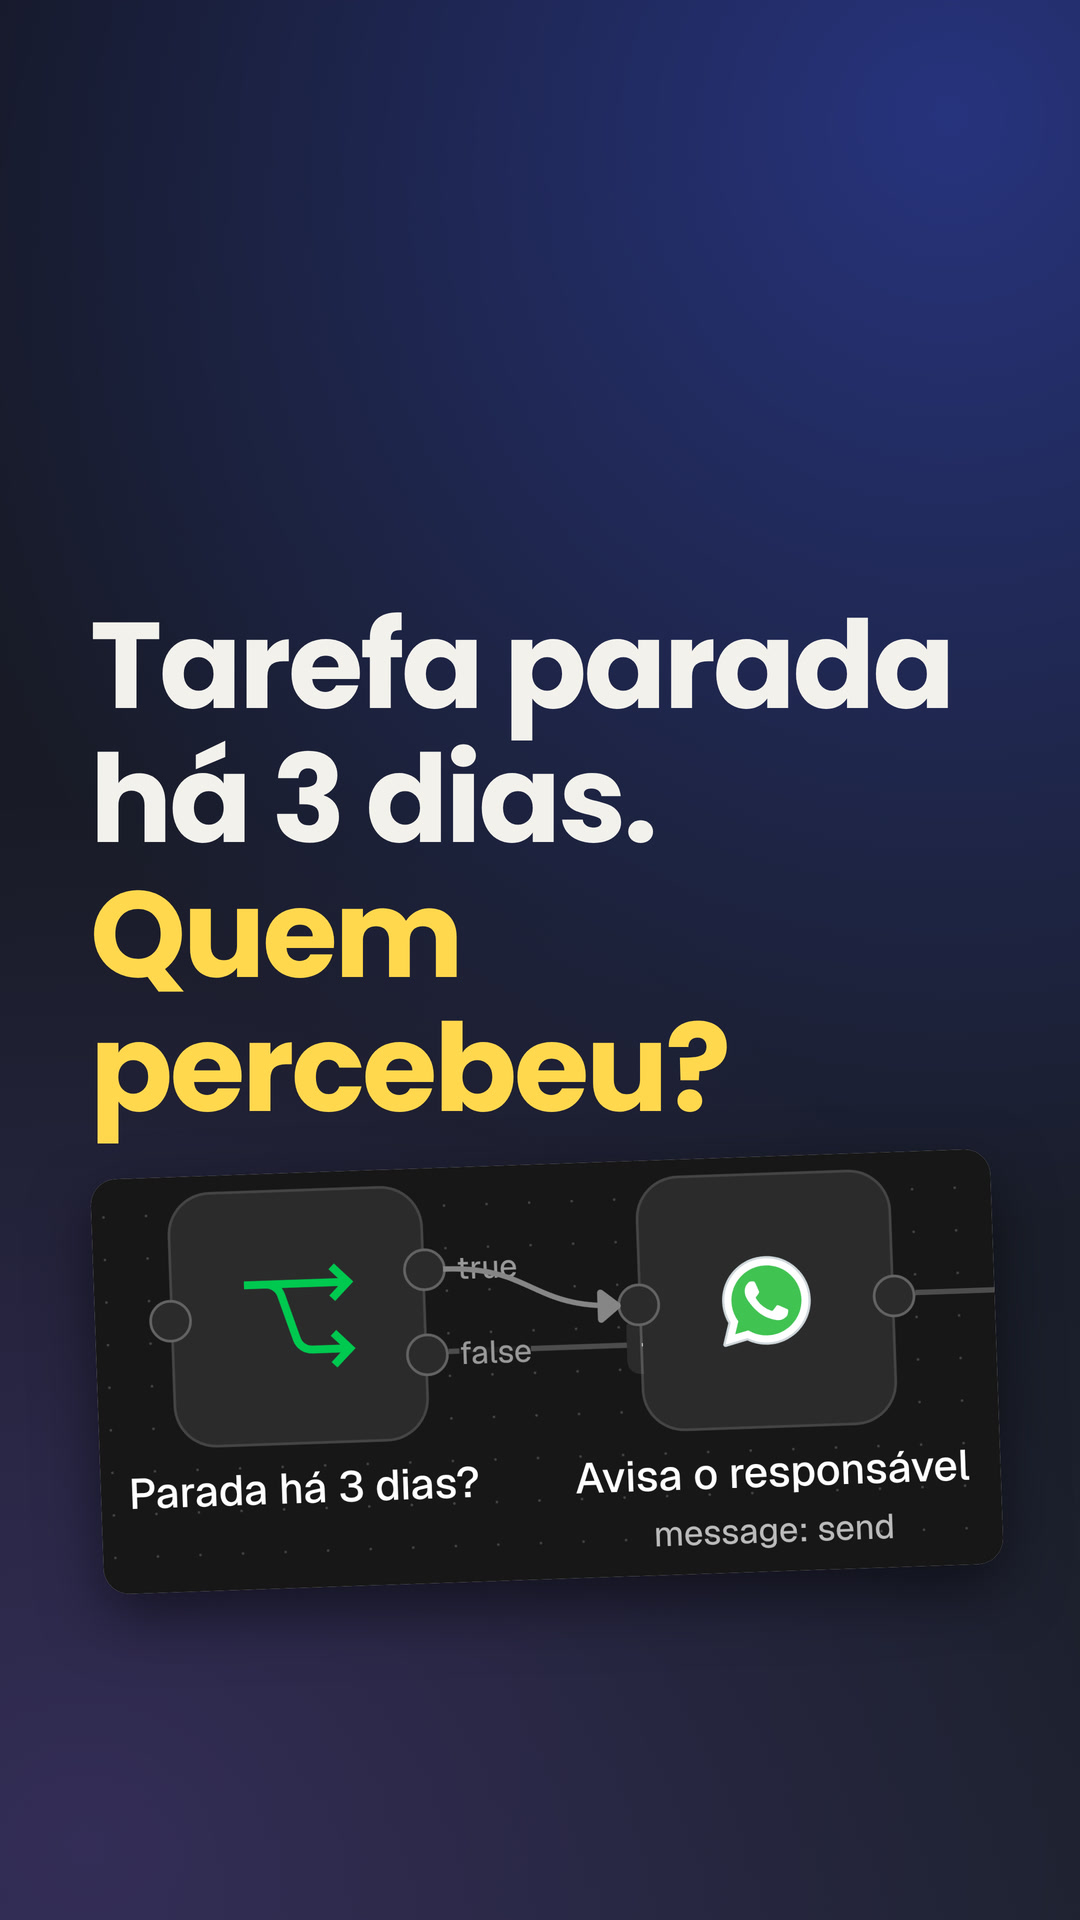 Tarefa parada
há 3 dias.
Quem
percebeu?
true
false
Parada há 3 dias?
Avisa o responsável
message: send